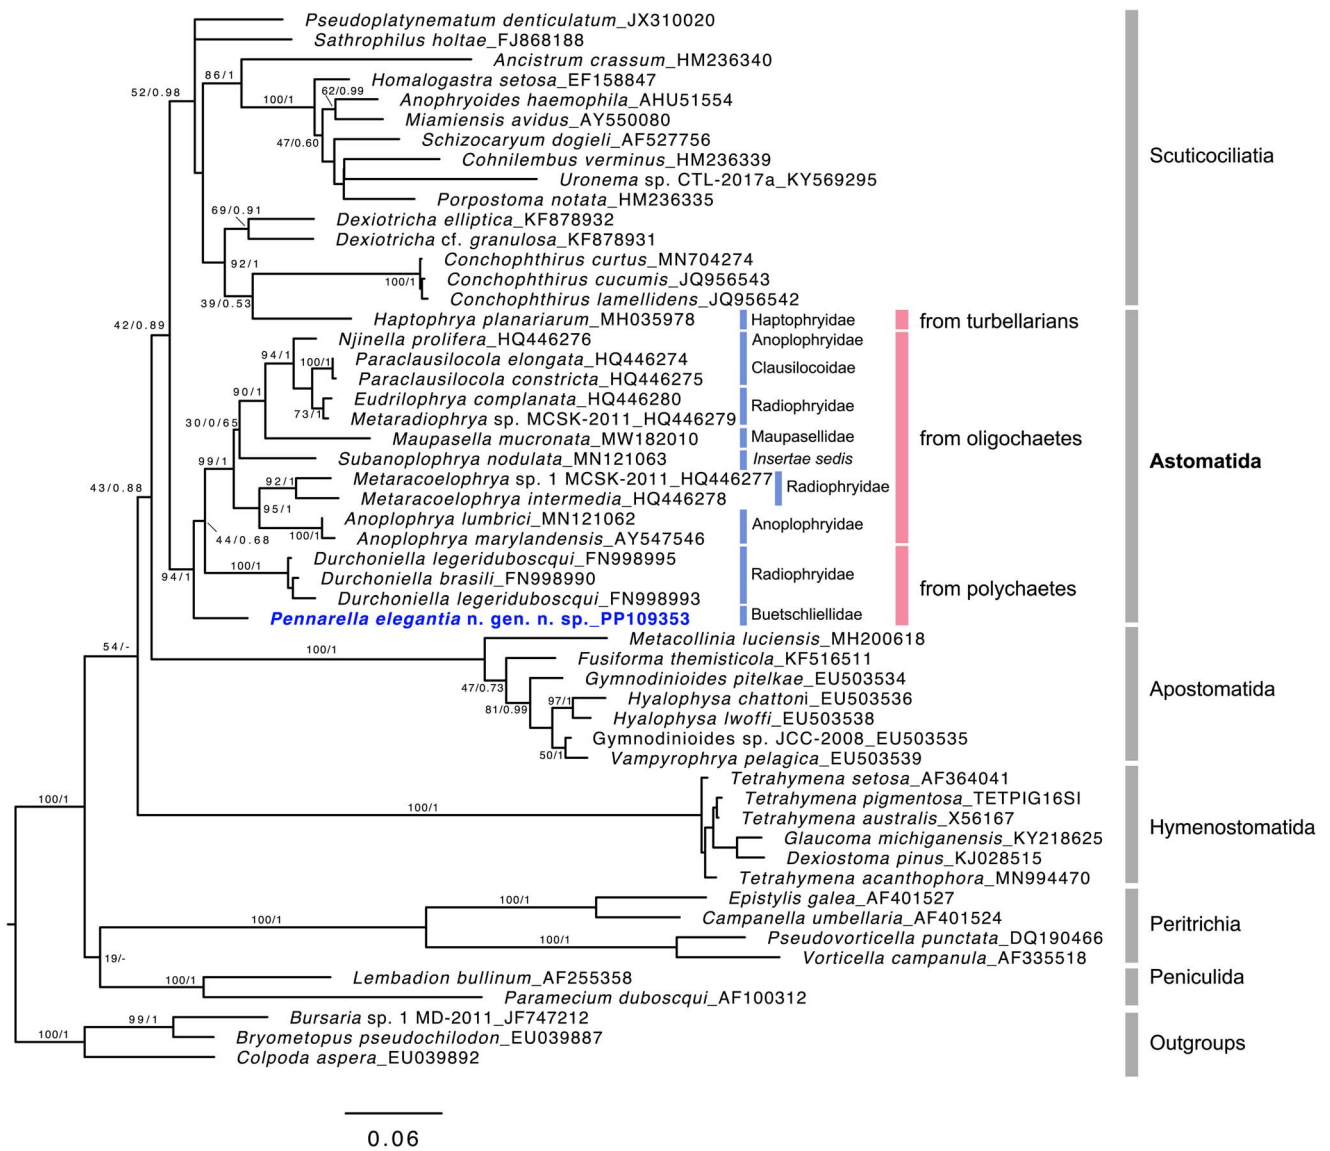 Pseudoplatynematum denticulatum_JX310020
Sathrophilus holtae_FJ868188
Ancistrum crassum_HM236340
86/1
Homalogastra setosa_EF158847
52/0.98
62/0.99
100/1
Anophryoides haemophila_AHU51554
Miamiensis avidus_AY550080
47/0.60
Schizocaryum dogieli_AF527756
Cohnilembus verminus_HM236339
Scuticociliatia
Uronema sp. CTL-2017a_KY569295
Porpostoma notata_HM236335
69/0.91
Dexiotricha elliptica_KF878932
Dexiotricha cf. granulosa_KF878931
Conchophthirus curtus_MN704274
92/1
100/1
Conchophthirus cucumis_JQ956543
39/0.53
Conchophthirus lamellidens_JQ956542
42/0.89
Haptophrya planariarum_MH035978
Haptophryidae
from turbellarians
Njinella prolifera_HQ446276
Anoplophryidae
94/1
100/1
Paraclausilocola elongata_HQ446274
Clausilocoidae
Paraclausilocola constricta_HQ446275
90/1
Eudrilophrya complanata_HQ446280
Radiophryidae
73/1
Metaradiophrya sp. MCSK-2011_HQ446279
30/0/65
Maupasella mucronata_MW182010
Maupasellidae
from oligochaetes
Subanoplophrya nodulata_MN121063
Insertae sedis
99/1
Astomatida
92/1
Metaracoelophrya sp. 1 MCSK-2011_HQ446277
Radiophryidae
43/0.88
Metaracoelophrya intermedia_HQ446278
95/1
Anoplophrya lumbrici_MN121062
Anoplophryidae
44/0.68
100/1
Anoplophrya marylandensis_AY547546
Durchoniella legeriduboscqui_FN998995
100/1
94/1
Durchoniella brasili_FN998990
Radiophryidae
from polychaetes
Durchoniella legeriduboscqui_FN998993
Pennarella elegantia n. gen. n. sp._PP109353
Buetschliellidae
Metacollinia luciensis_MH200618
54/-
100/1
Fusiforma themisticola_KF516511
Gymnodinioides pitelkae_EU503534
47/0.73
Apostomatida
97/1
Hyalophysa chattoni_EU503536
81/0.99
Hyalophysa lwoffi_EU503538
Gymnodinioides sp. JCC-2008_EU503535
50/1
Vampyrophrya pelagica_EU503539
Tetrahymena setosa_AF364041
100/1
100/1
Tetrahymena pigmentosa_TETPIG16SI
Tetrahymena australis_X56167
Hymenostomatida
Glaucoma michiganensis_KY218625
Dexiostoma pinus_KJ028515
Tetrahymena acanthophora_MN994470
Epistylis galea_AF401527
100/1
100/1
Campanella umbellaria_AF401524
Peritrichia
100/1
Pseudovorticella punctata_DQ190466
19/-
Vorticella campanula_AF335518
100/1
Lembadion bullinum_AF255358
Peniculida
Paramecium duboscqui_AF100312
99/1
Bursaria sp. 1 MD-2011_JF747212
100/1
Bryometopus pseudochilodon_EU039887
Outgroups
Colpoda aspera_EU039892
0.06